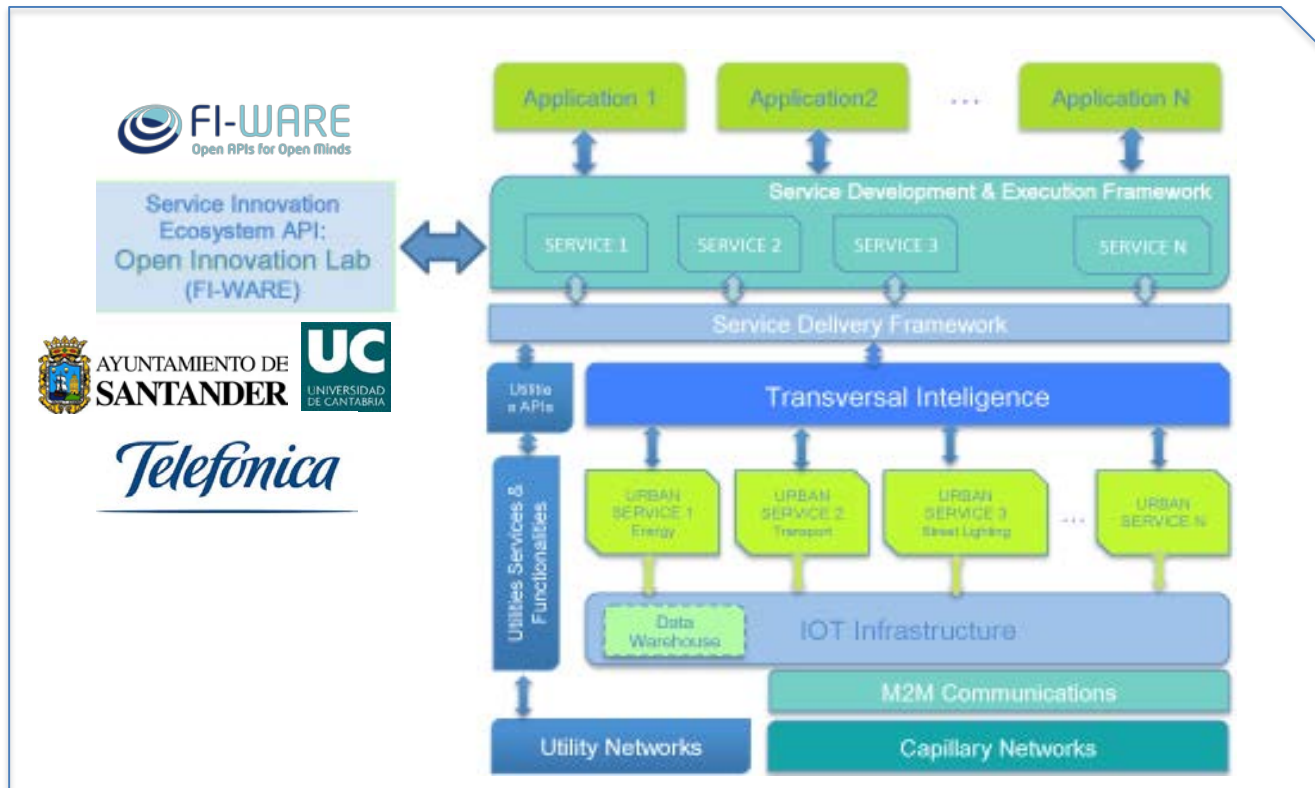 FI-WARE
Open APIs for Open Minds
Service Innovation
Ecosystem API:
Open Innovation Lab
(FI-WARE)
AYUNTAMIENTO DE
SANTANDER
UC
UNIVERSIDAD
DE CANTABRIA
Telefónica
Application 1
Application2
...
Application N
Service Development & Execution Framework
SERVICE 1
SERVICE 2
SERVICE 3
SERVICE N
Service Delivery Framework
Utilitie
s APIs
Transversal Inteligence
Utilities Services &
Functionalities
URBAN
SERVICE 1
Energy
URBAN
SERVICE 2
Transport
URBAN
SERVICE 3
Street Lighting
...
URBAN
SERVICE N
Data
Warehouse
IOT Infrastructure
M2M Communications
Utility Networks
Capillary Networks